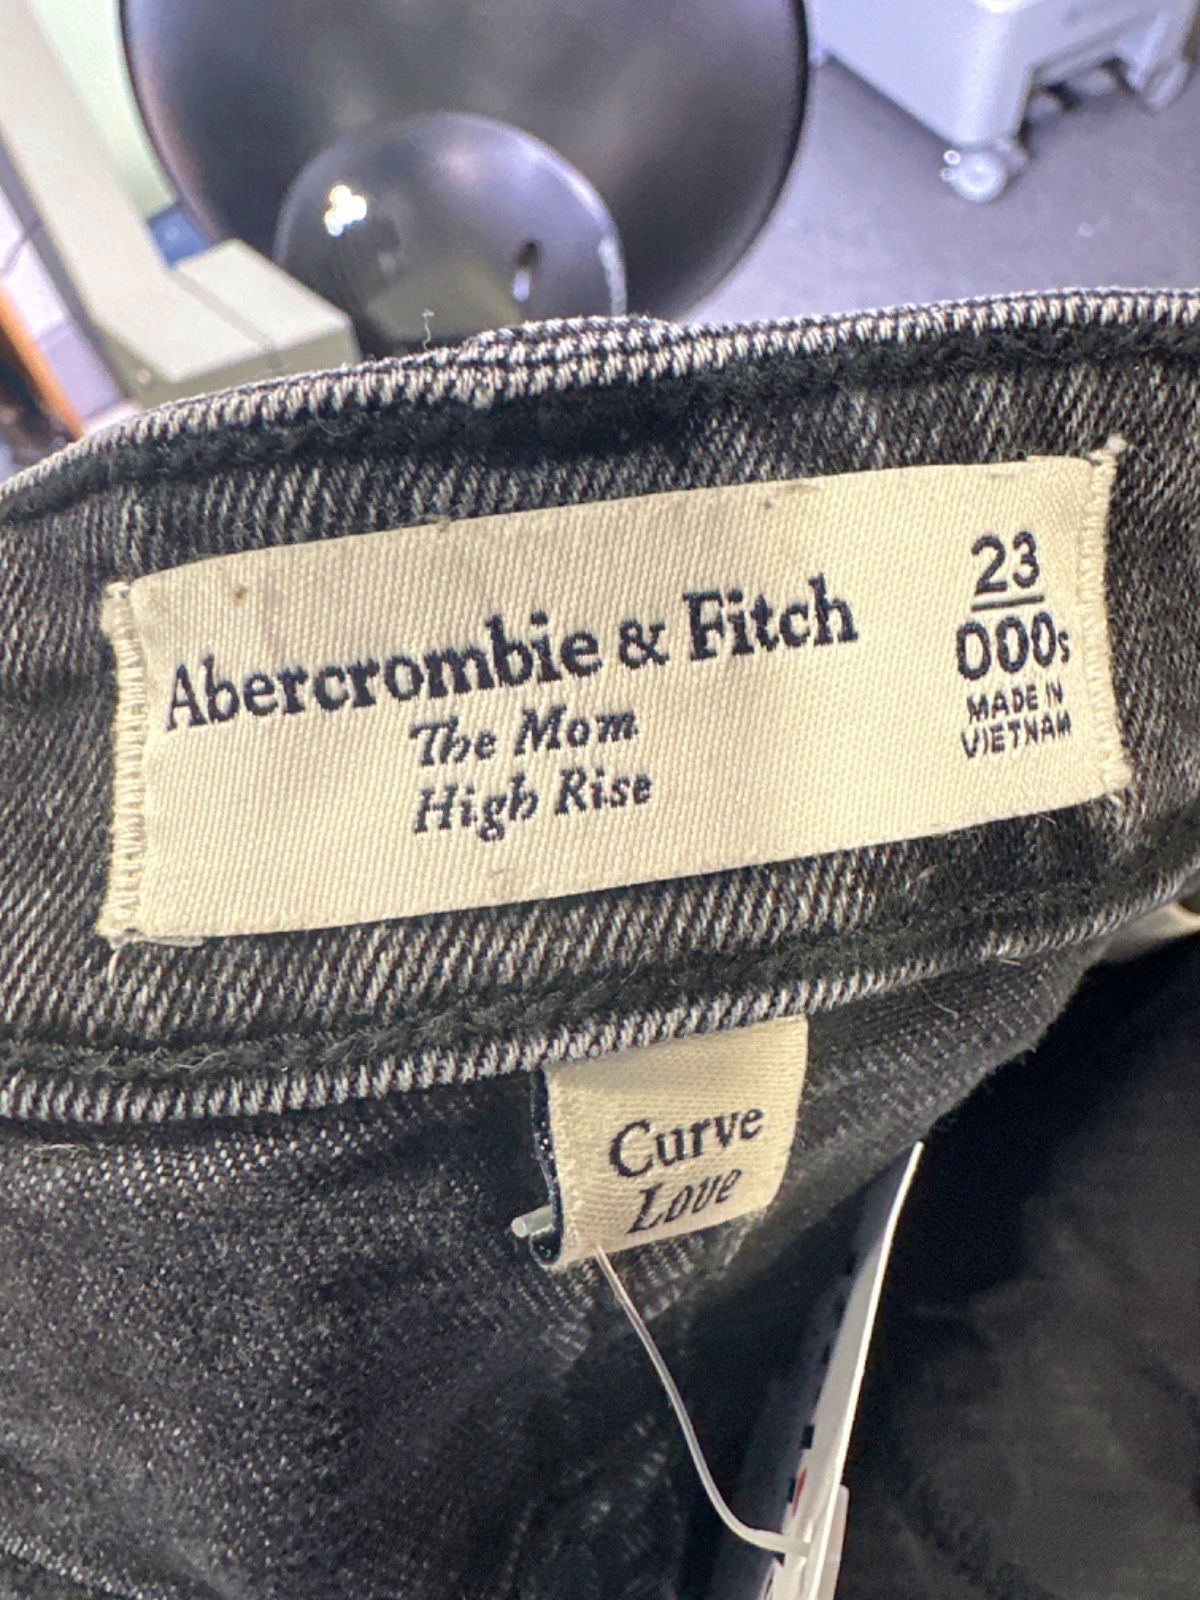 Abercrombie & Fitch
The Mom
High Rise
23
000s
MADE IN
VIETNAM
Curve
Love